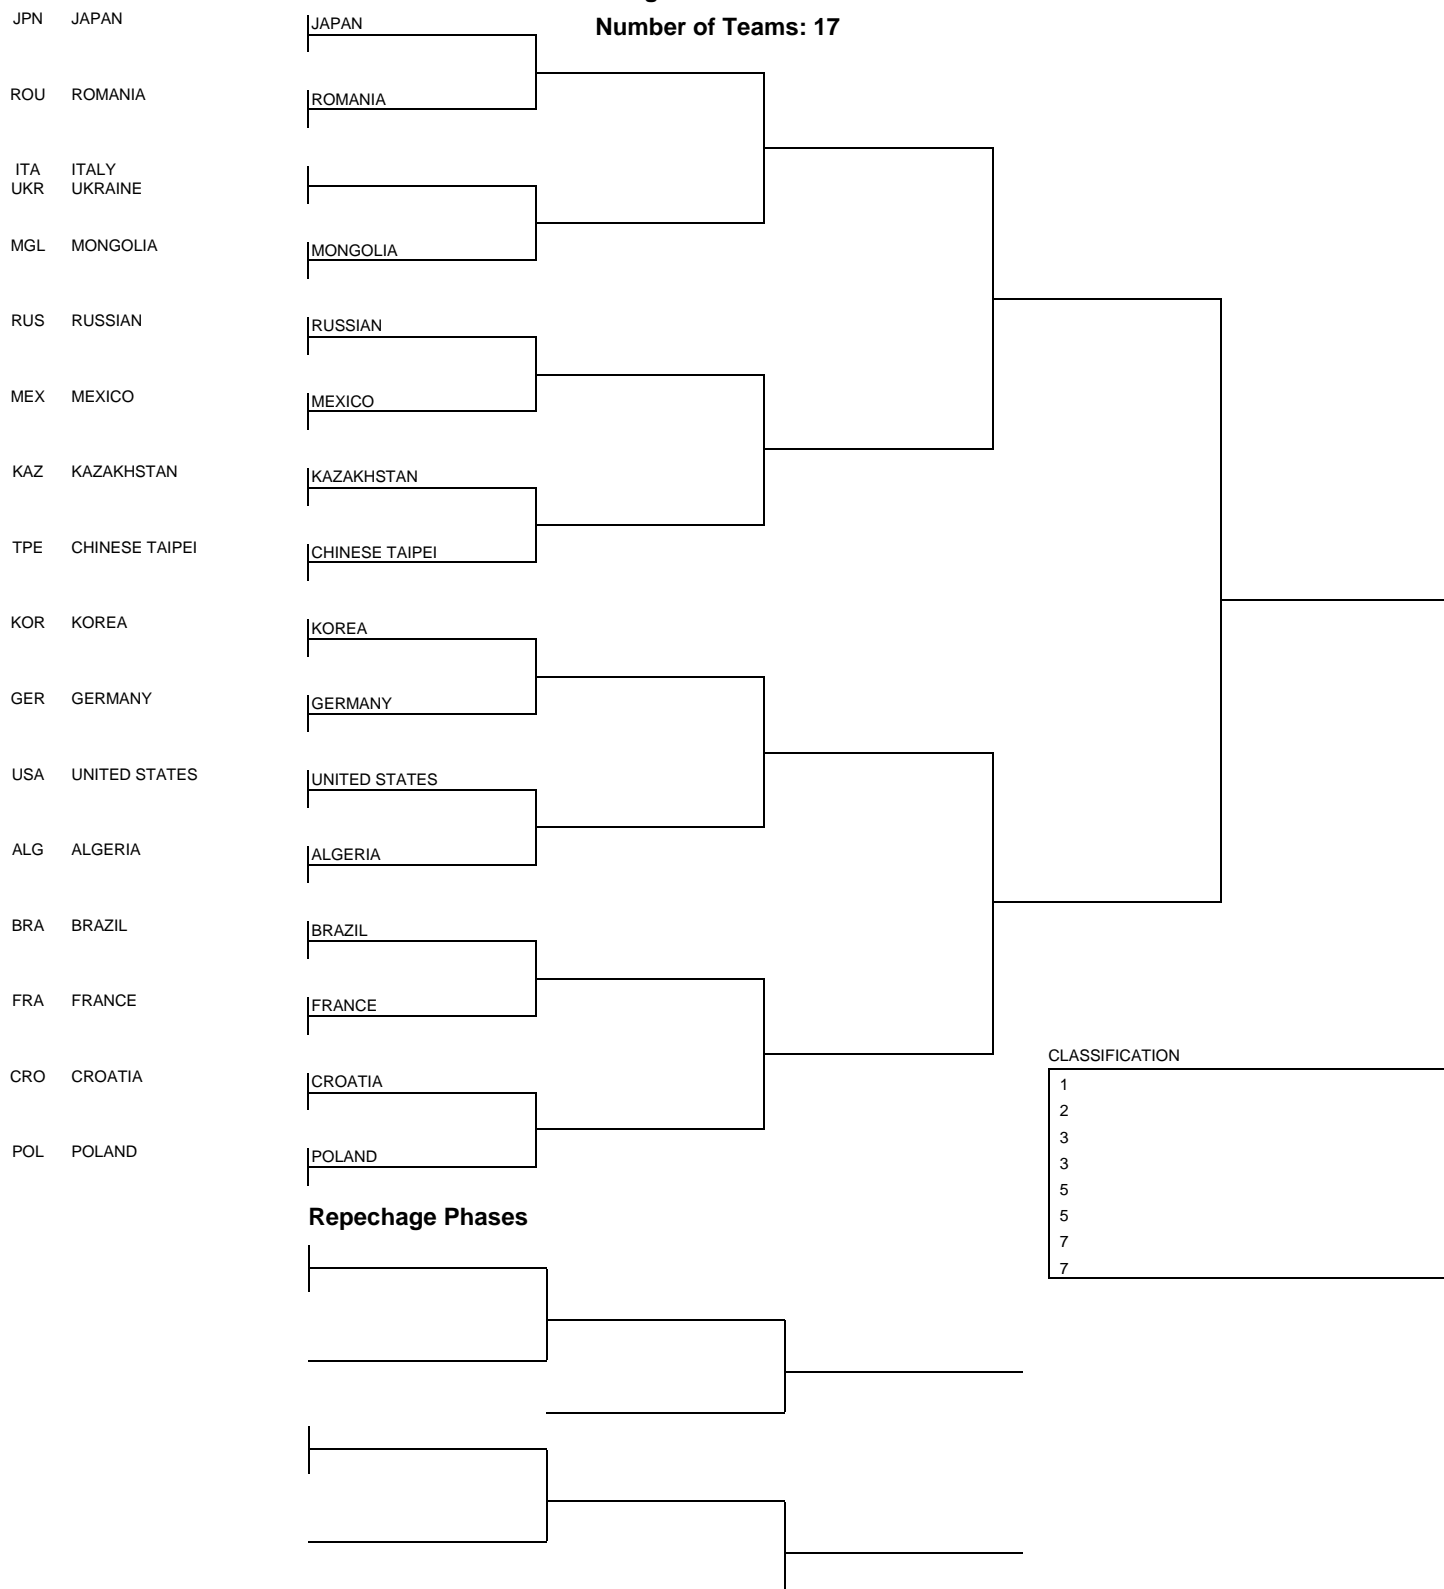 Number of Teams: 17
JPN JAPAN JAPAN
ROU ROMANIA ROMANIA
ITA ITALY
UKR UKRAINE
MGL MONGOLIA MONGOLIA
RUS RUSSIAN RUSSIAN
MEX MEXICO MEXICO
KAZ KAZAKHSTAN KAZAKHSTAN
TPE CHINESE TAIPEI CHINESE TAIPEI
KOR KOREA KOREA
GER GERMANY GERMANY
USA UNITED STATES UNITED STATES
ALG ALGERIA ALGERIA
BRA BRAZIL BRAZIL
FRA FRANCE FRANCE
CRO CROATIA CROATIA
POL POLAND POLAND
CLASSIFICATION
1
2
3
3
5
5
7
7
Repechage Phases